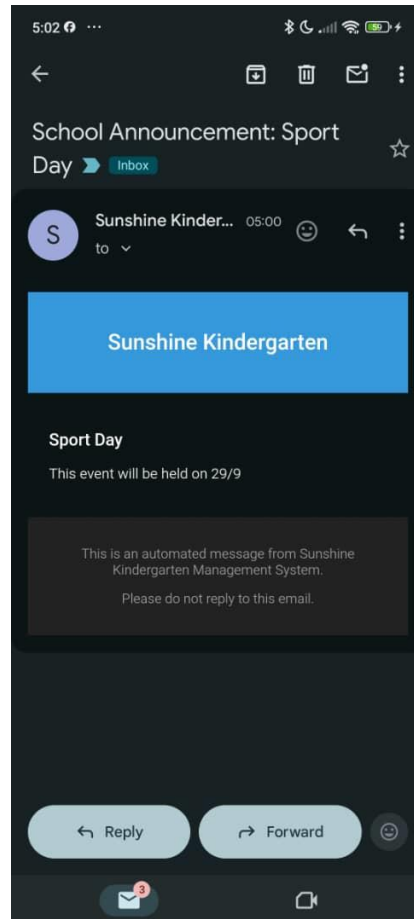 5:02 ...
59
School Announcement: Sport
Day Inbox
S
Sunshine Kinder... 05:00
to
Sunshine Kindergarten
Sport Day
This event will be held on 29/9
This is an automated message from Sunshine
Kindergarten Management System.
Please do not reply to this email.
Reply
Forward
3